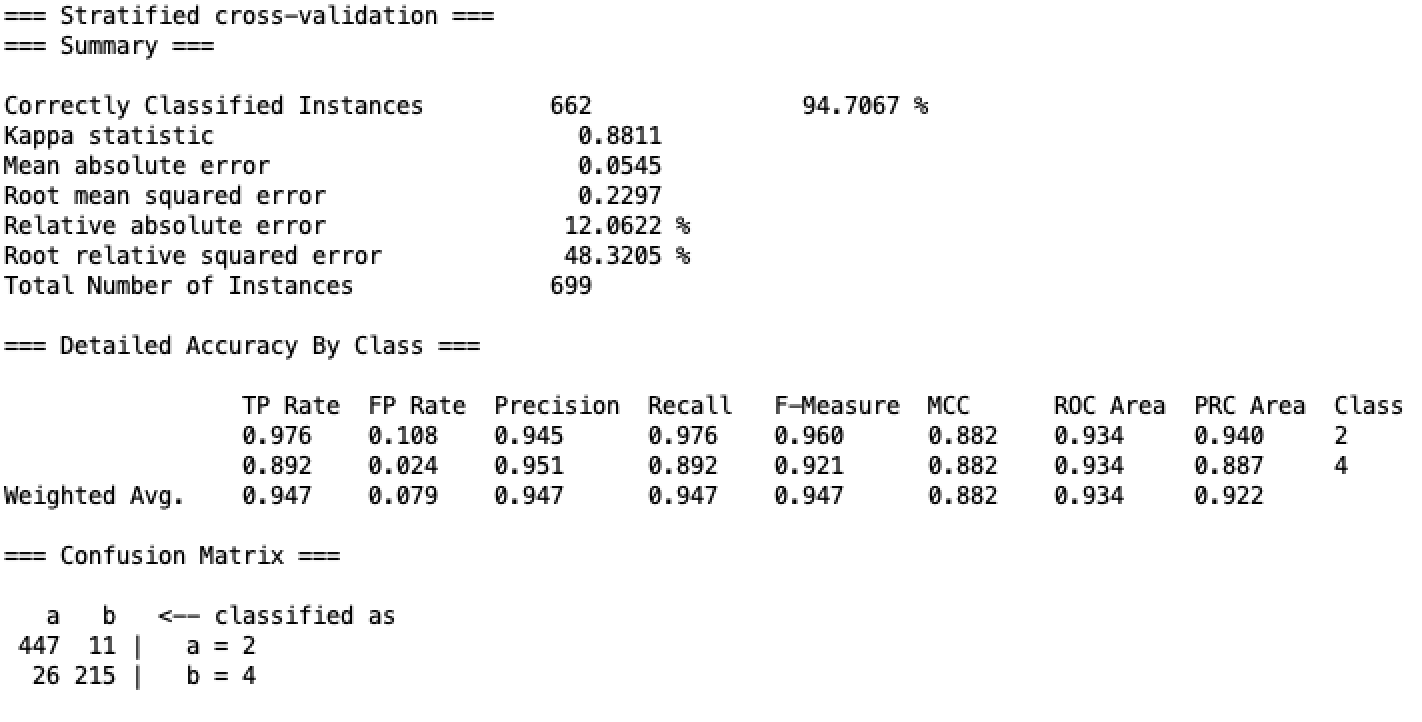 === Stratified cross-validation ===
=== Summary ===
Correctly Classified Instances 662 94.7067 %
Kappa statistic 0.8811
Mean absolute error 0.0545
Root mean squared error 0.2297
Relative absolute error 12.0622 %
Root relative squared error 48.3205 %
Total Number of Instances 699
=== Detailed Accuracy By Class ===
TP Rate FP Rate Precision Recall F-Measure MCC ROC Area PRC Area Class
0.976 0.108 0.945 0.976 0.960 0.882 0.934 0.940 2
0.892 0.024 0.951 0.892 0.921 0.882 0.934 0.887 4
Weighted Avg. 0.947 0.079 0.947 0.947 0.947 0.882 0.934 0.922
=== Confusion Matrix ===
a b <-- classified as
447 11 | a = 2
26 215 | b = 4